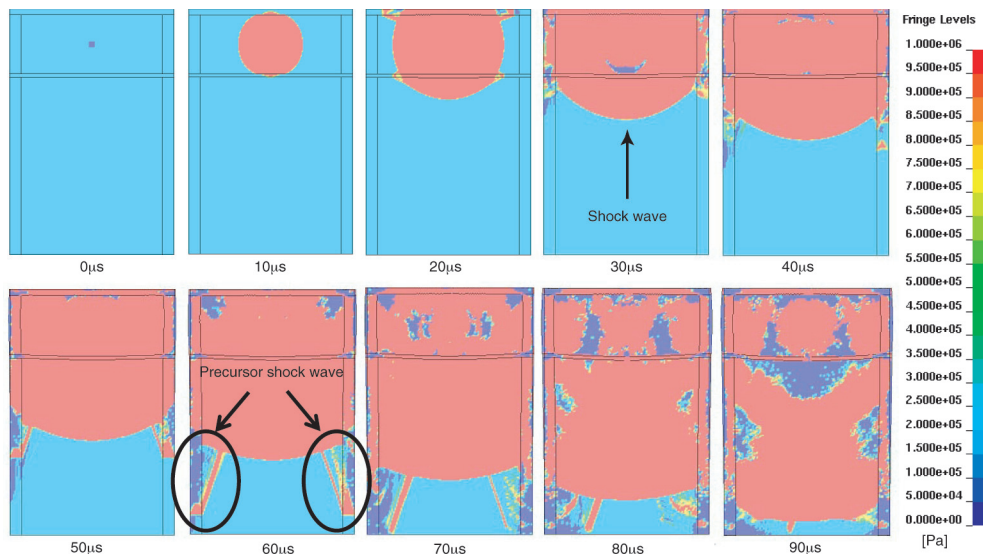 Fringe Levels
1.000e+06
9.500e+05
9.000e+05
8.500e+05
8.000e+05
7.500e+05
7.000e+05
6.500e+05
6.000e+05
5.500e+05
5.000e+05
4.500e+05
4.000e+05
3.500e+05
3.000e+05
2.500e+05
2.000e+05
1.500e+05
1.000e+05
5.000e+04
0.000e+00
[Pa]
Shock wave
0μs
10μs
20μs
30μs
40μs
Precursor shock wave
50μs
60μs
70μs
80μs
90μs